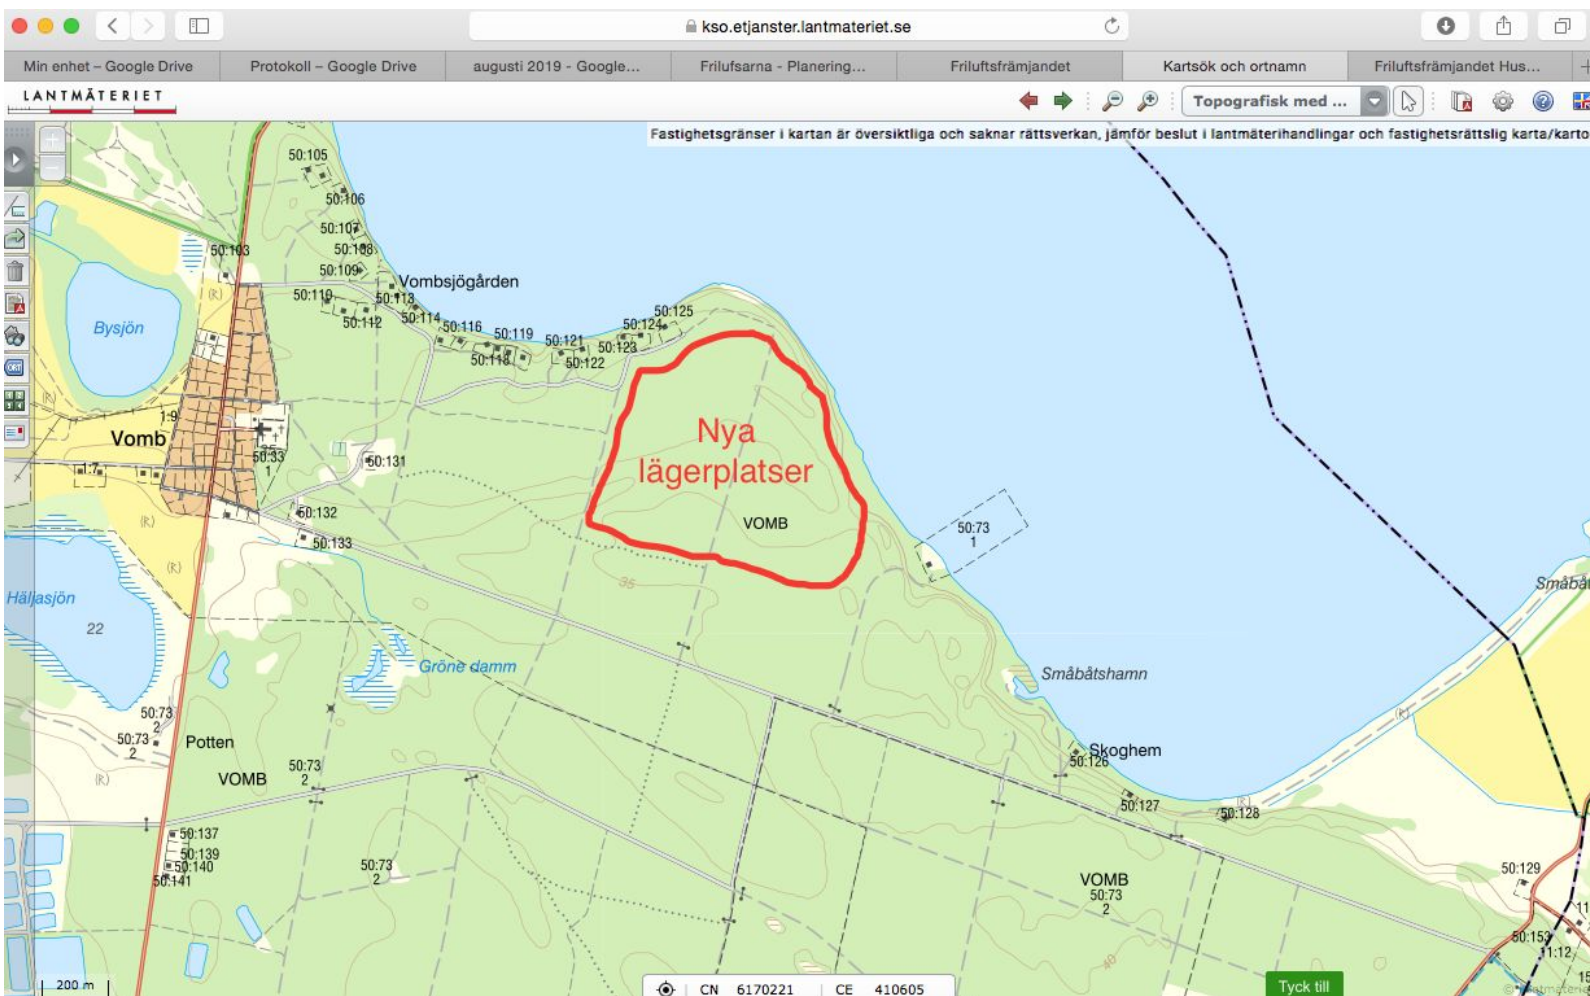 kso.etjanster.lantmateriet.se
Min enhet – Google Drive
Protokoll – Google Drive
augusti 2019 - Google...
Frilufsarna - Planering...
Friluftsfrämjandet
Kartsök och ortnamn
Friluftsfrämjandet Hus...
LANTMÄTERIET
Topografisk med ...
Fastighetsgränser i kartan är översiktliga och saknar rättsverkan, jämför beslut i lantmäterihandlingar och fastighetsrättslig karta/karto
50:105
50:106
50:107
50:108
50:103
50:109
Vombsjögården
(R)
50:113
50:112
50:114
50:116
50:119
50:118
50:121
50:122
50:123
50:124
50:125
Bysjön
ORT
(R)
1:9
Vomb
50:33
1
1:7
50:131
Nya
lägerplatser
VOMB
50:132
50:133
(R)
(R)
50:73
1
35
Häljasjön
22
Gröne damm
Småbåtshamn
50:73
2
50:73
2
Potten
(R)
VOMB
50:73
2
(R)
Skoghem
50:126
50:127
(R)
50:128
50:137
50:139
50:140
50:141
50:73
2
VOMB
50:73
2
50:129
50:153
11:12
40
200 m
CN 6170221
CE 410605
Tyck till